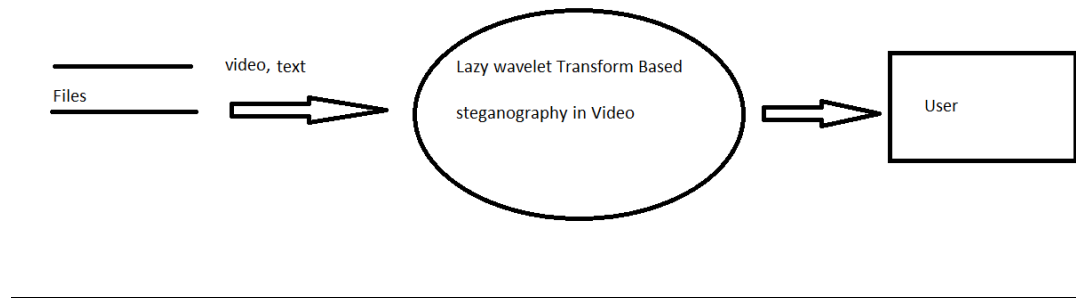 video, text
Files
Lazy wavelet Transform Based
steganography in Video
User